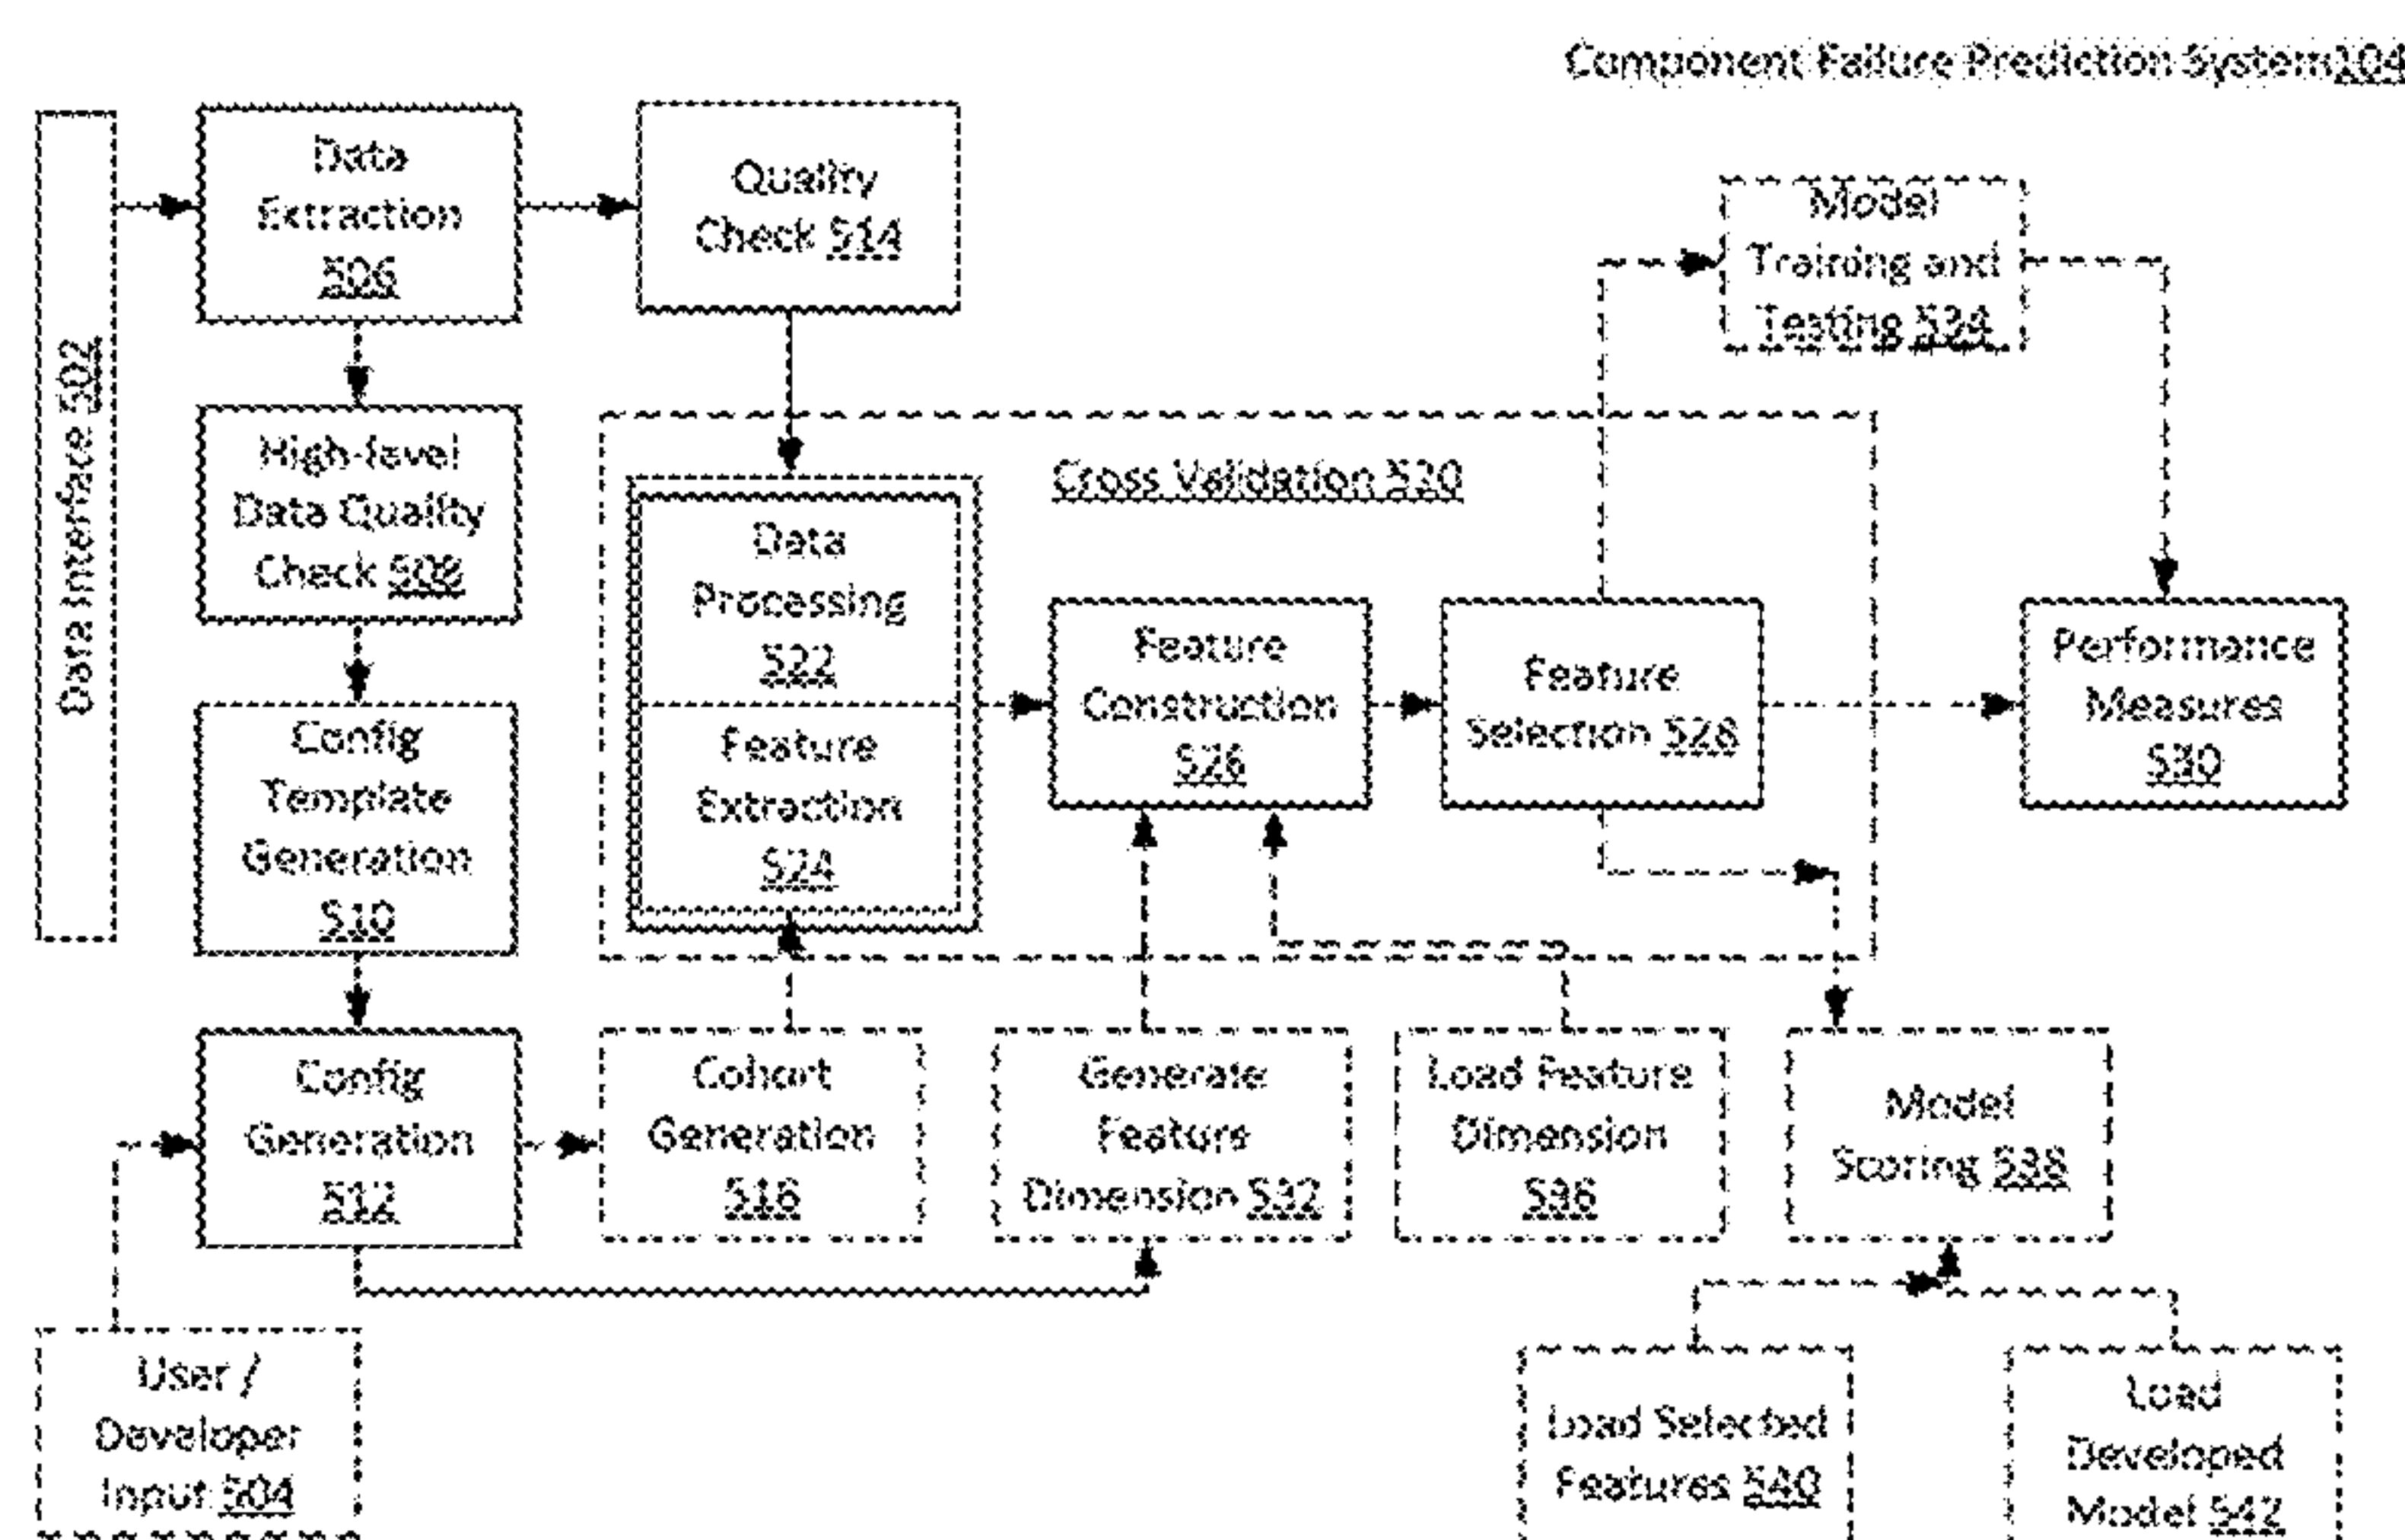 Component Failure Prediction System 104
Data Interface 502
Data
Extraction
506
Quality
Check 514
Model
Training and
Testing 534
High-level
Data Quality
Check 508
Cross Validation 520
Data
Processing
522
Feature
Extraction
524
Feature
Construction
526
Feature
Selection 528
Performance
Measures
530
Config
Template
Generation
510
Config
Generation
512
Cohort
Generation
516
Generate
Feature
Dimension 532
Load Feature
Dimension
536
Model
Scoring 538
User /
Developer
Input 504
Load Selected
Features 540
Load
Developed
Model 542